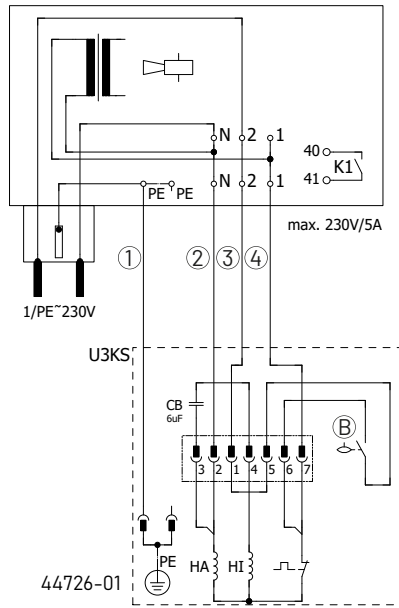 N 2 1
40
K1
41
PE PE N 2 1
max. 230V/5A
1 2 3 4
1/PE~230V
U3KS
CB
6uF
B
3 2 1 4 5 6 7
PE
HA HI
44726-01